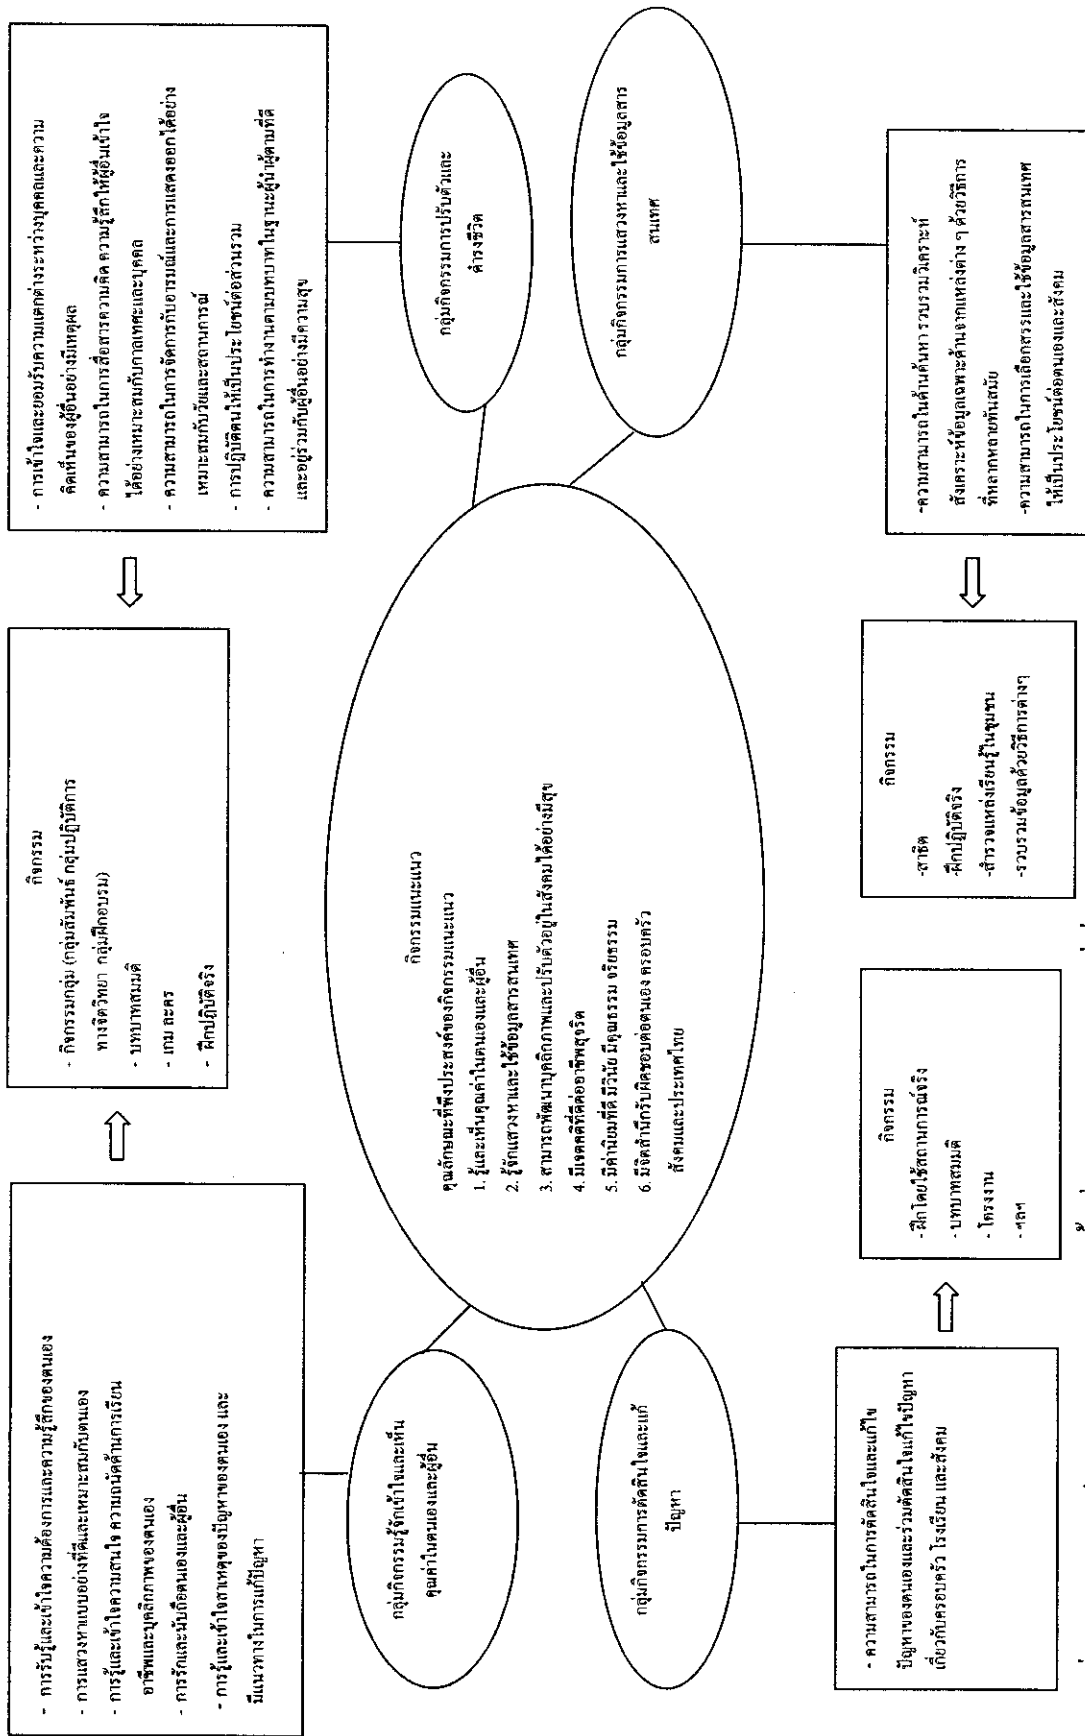 - การรับรู้และเข้าใจความต้องการและความรู้สึกของตนเอง
- การแสวงหาแบบอย่างที่ดีและเหมาะสมกับตนเอง
- การรู้และเข้าใจความสนใจ ความถนัดด้านการเรียน
อาชีพและบุคลิกภาพของตนเอง
- การรักและนับถือตนเองและผู้อื่น
- การรู้และเข้าใจสาเหตุของปัญหาของตนเอง และ
มีแนวทางในการแก้ปัญหา
กิจกรรม
- กิจกรรมกลุ่ม (กลุ่มสัมพันธ์ กลุ่มปฏิบัติการ
ทางจิตวิทยา กลุ่มฝึกอบรม)
- บทบาทสมมติ
- เกม ละคร
- ฝึกปฏิบัติจริง
- การเข้าใจและยอมรับความแตกต่างระหว่างบุคคลและความ
คิดเห็นของผู้อื่นอย่างมีเหตุผล
- ความสามารถในการสื่อสารความคิด ความรู้สึกให้ผู้อื่นเข้าใจ
ได้อย่างเหมาะสมกับกาลเทศะและบุคคล
- ความสามารถในการจัดการกับอารมณ์และการแสดงออกได้อย่าง
เหมาะสมกับวัยและสถานการณ์
- การปฏิบัติตนให้เป็นประโยชน์ต่อส่วนรวม
- ความสามารถในการทำงานตามบทบาทในฐานะผู้นำผู้ตามที่ดี
และอยู่ร่วมกับผู้อื่นอย่างมีความสุข
กลุ่มกิจกรรมรู้จักเข้าใจและเห็น
คุณค่าในตนเองและผู้อื่น
กลุ่มกิจกรรมการปรับตัวและ
ดำรงชีวิต
กิจกรรมแนะแนว
คุณลักษณะที่พึงประสงค์ของกิจกรรมแนะแนว
1. รู้และเห็นคุณค่าในตนเองและผู้อื่น
2. รู้จักแสวงหาและใช้ข้อมูลสารสนเทศ
3. สามารถพัฒนาบุคลิกภาพและปรับตัวอยู่ในสังคมได้อย่างมีสุข
4. มีเจตคติที่ดีต่ออาชีพสุจริต
5. มีค่านิยมที่ดี มีวินัย มีคุณธรรม จริยธรรม
6. มีจิตสำนึกรับผิดชอบต่อตนเอง ครอบครัว
สังคมและประเทศไทย
กลุ่มกิจกรรมการตัดสินใจและแก้
ปัญหา
กลุ่มกิจกรรมการแสวงหาและใช้ข้อมูลสาร
สนเทศ
- ความสามารถในการตัดสินใจและแก้ไข
ปัญหาของตนเองและร่วมตัดสินใจแก้ไขปัญหา
เกี่ยวกับครอบครัว โรงเรียน และสังคม
กิจกรรม
- ฝึกโดยใช้สถานการณ์จริง
- บทบาทสมมติ
- โครงงาน
- ฯลฯ
กิจกรรม
-สาธิต
-ฝึกปฏิบัติจริง
-สำรวจแหล่งเรียนรู้ในชุมชน
-รวบรวมข้อมูลด้วยวิธีการต่างๆ
-ความสามารถในด้านค้นหา รวบรวมวิเคราะห์
สังเคราะห์ข้อมูลเฉพาะด้านจากแหล่งต่าง ๆ ด้วยวิธีการ
ที่หลากหลายทันสมัย
-ความสามารถในการเลือกสรรและใช้ข้อมูลสารสนเทศ
ให้เป็นประโยชน์ต่อตนเองและสังคม